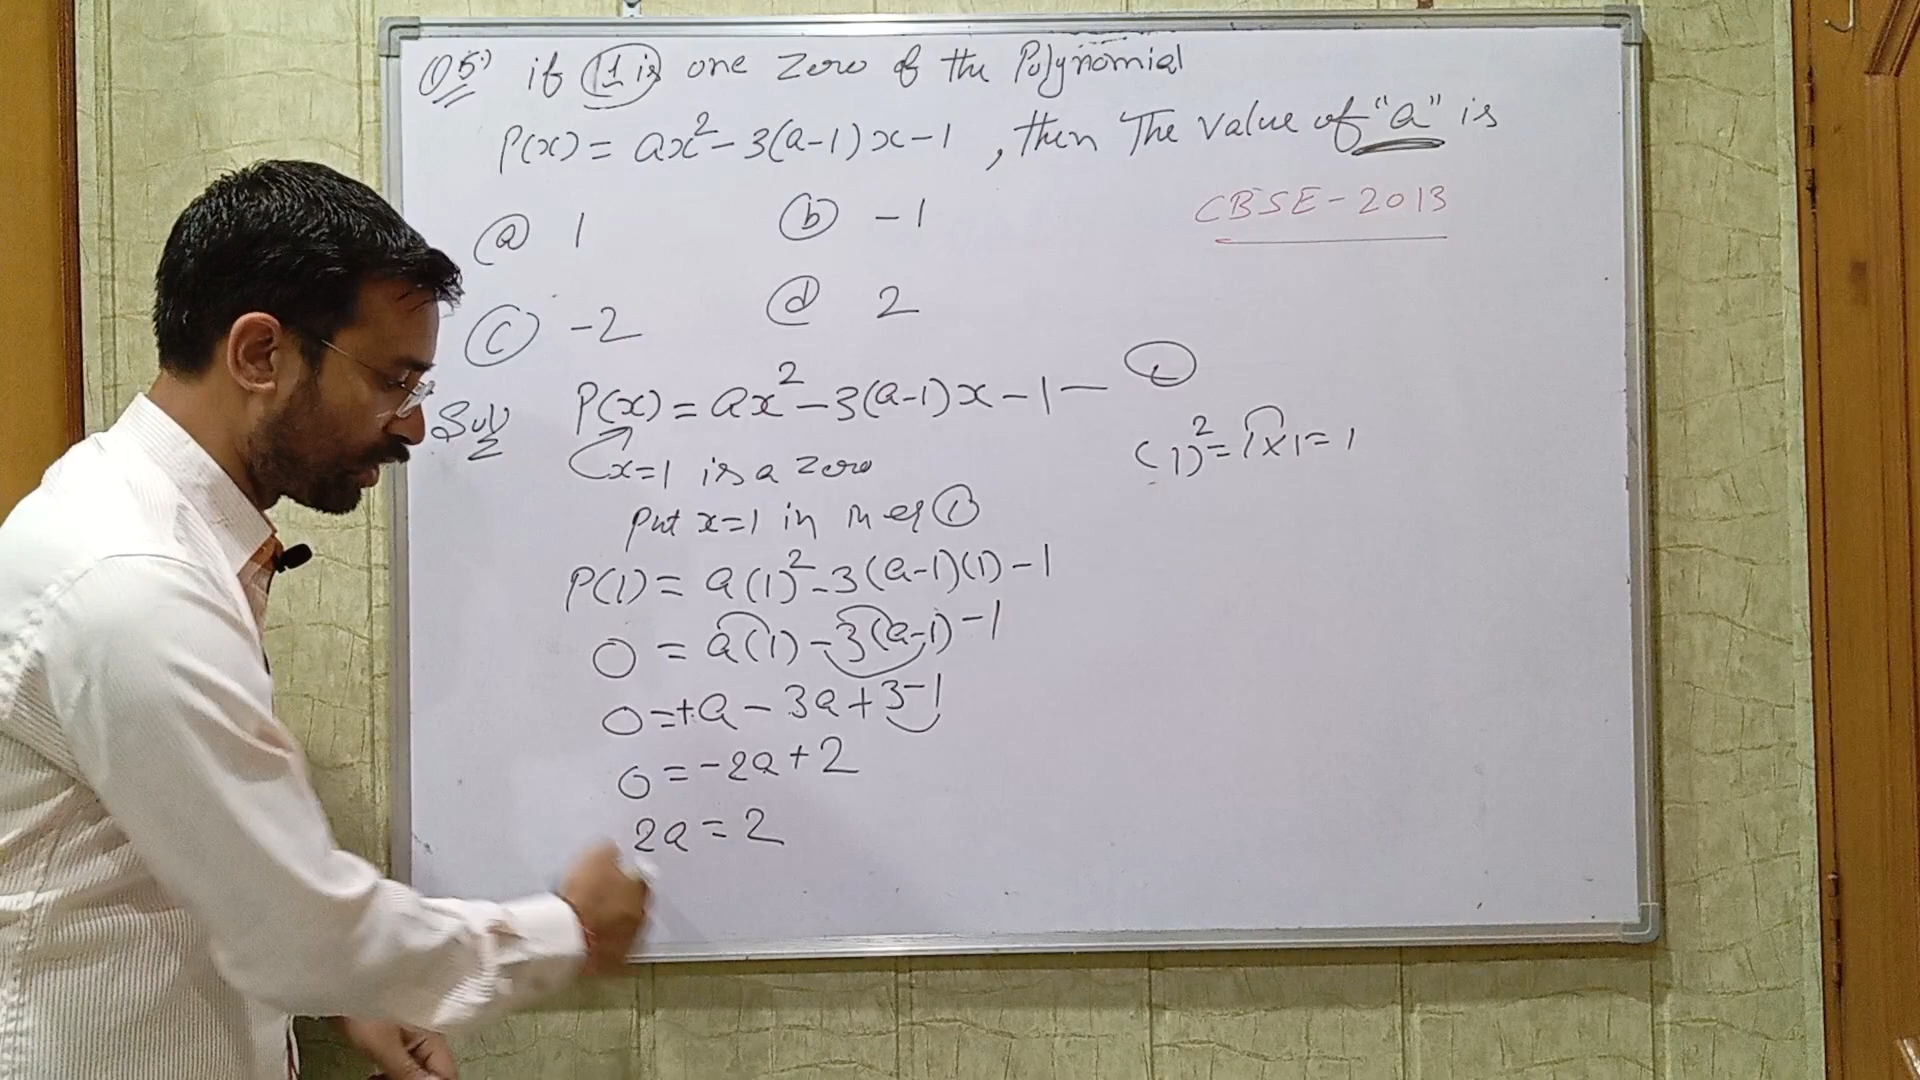 Q5) if 1 is one zero of the Polynomial
P(x) = ax² - 3(a-1)x - 1 , then The value of "a" is
CBSE-2013
(a) 1 (b) -1
(c) -2 (d) 2
P(x) = ax² - 3(a-1)x - 1 —
(1)² = 1x1 = 1
x=1 is a zero
Put x=1 in in eq (1)
P(1) = a(1)² - 3(a-1)(1) - 1
0 = a(1) - 3(a-1) - 1
0 = +a - 3a + 3 - 1
0 = -2a + 2
2a = 2